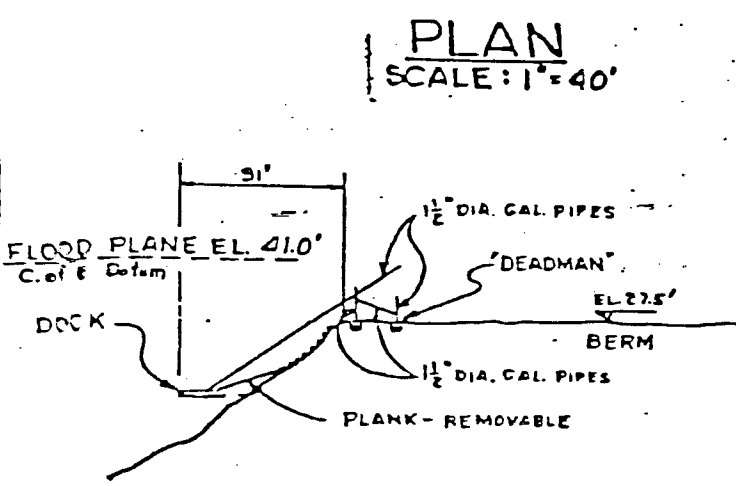 PLAN
SCALE: 1"=40'
91'
1½" DIA. GAL. PIPES
FLOOD PLANE EL. 41.0'
C. of E Datum
"DEADMAN"
EL 27.5'
DOCK
BERM
1½" DIA. GAL. PIPES
PLANK - REMOVABLE